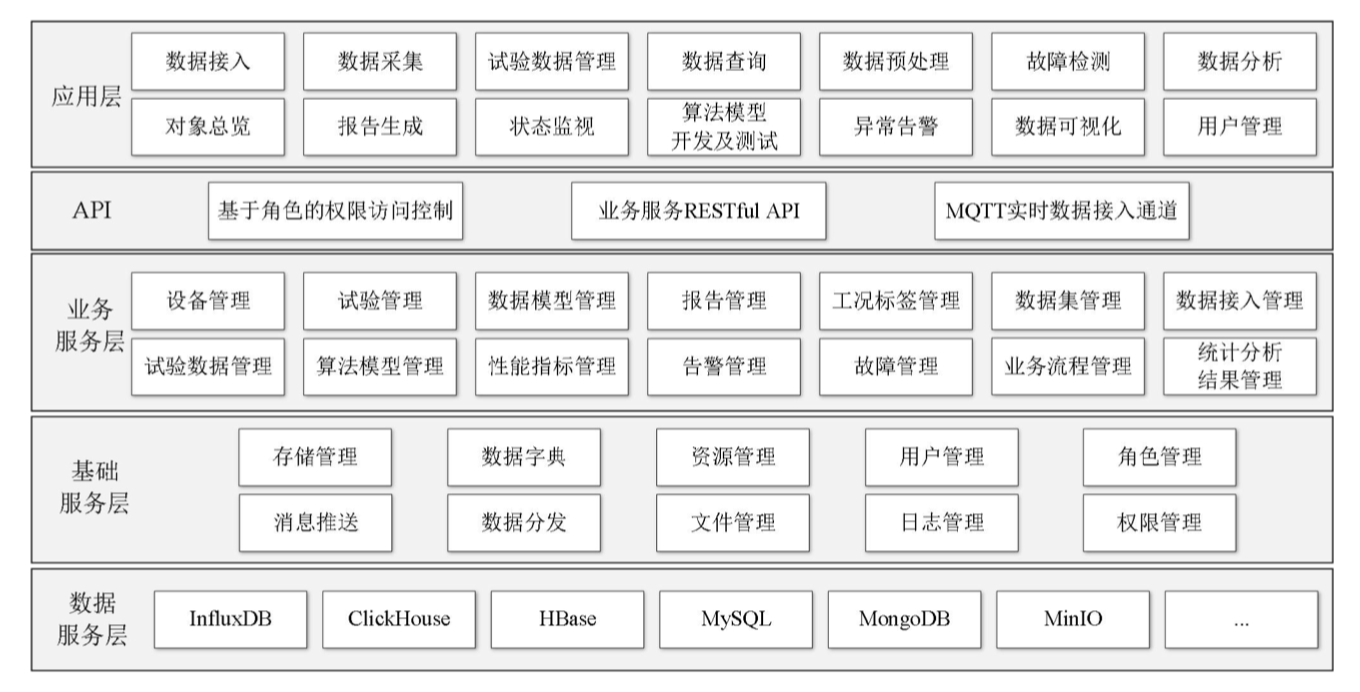 应用层
数据接入
数据采集
试验数据管理
数据查询
数据预处理
故障检测
数据分析
对象总览
报告生成
状态监视
算法模型
开发及测试
异常告警
数据可视化
用户管理
API
基于角色的权限访问控制
业务服务RESTful API
MQTT实时数据接入通道
业务
服务层
设备管理
试验管理
数据模型管理
报告管理
工况标签管理
数据集管理
数据接入管理
试验数据管理
算法模型管理
性能指标管理
告警管理
故障管理
业务流程管理
统计分析
结果管理
基础
服务层
存储管理
数据字典
资源管理
用户管理
角色管理
消息推送
数据分发
文件管理
日志管理
权限管理
数据
服务层
InfluxDB
ClickHouse
HBase
MySQL
MongoDB
MinIO
...